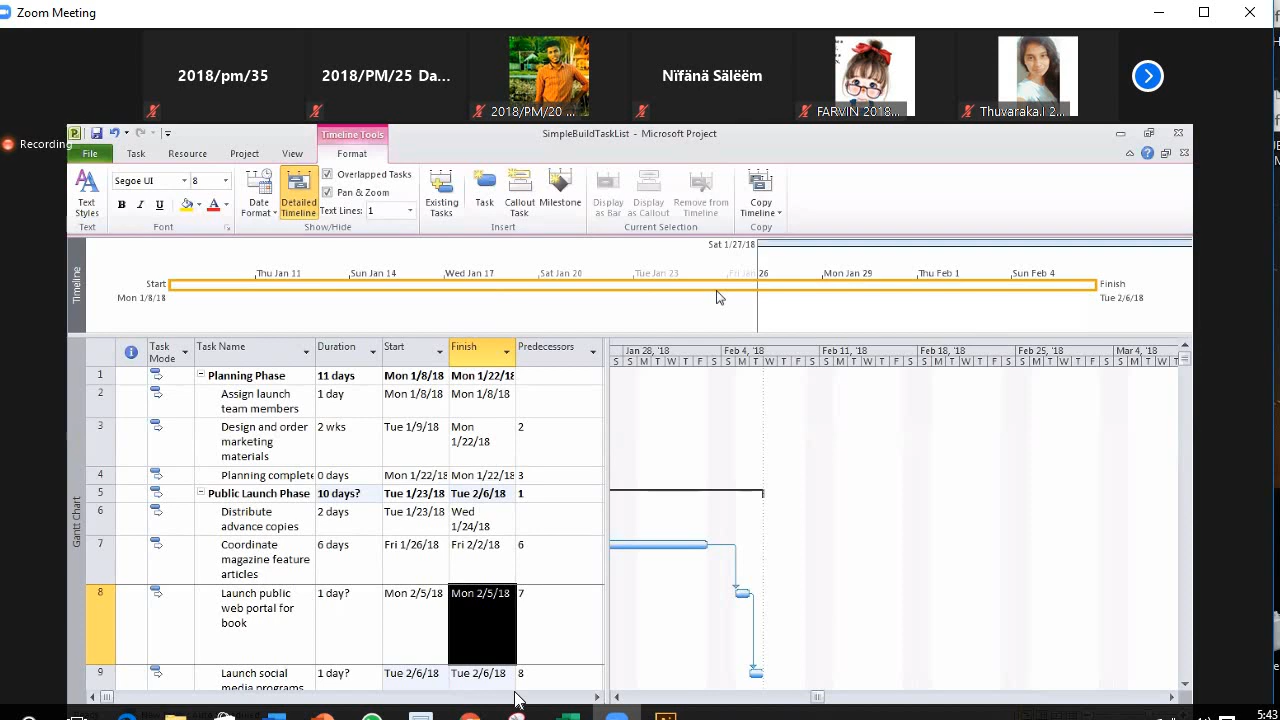 Zoom Meeting
2018/pm/35
2018/PM/25 Da...
2018/PM/20 ...
Nïfänä Sälëëm
FARVIN 2018...
Thuvaraka.I 2...
Recording
SimpleBuildTaskList - Microsoft Project
Timeline Tools
File Task Resource Project View Format
Text Styles
Segoe UI 8
B I U A
Date Format
Detailed Timeline
Overlapped Tasks
Pan & Zoom
Text Lines: 1
Existing Tasks
Task
Callout Task
Milestone
Display as Bar
Display as Callout
Remove from Timeline
Copy Timeline
Text Font Show/Hide Insert Current Selection Copy
Timeline
Sat 1/27/18
Thu Jan 11 Sun Jan 14 Wed Jan 17 Sat Jan 20 Tue Jan 23 Fri Jan 26 Mon Jan 29 Thu Feb 1 Sun Feb 4
Start
Mon 1/8/18
Finish
Tue 2/6/18
Gantt Chart
Task Mode Task Name Duration Start Finish Predecessors
1 Planning Phase 11 days Mon 1/8/18 Mon 1/22/18
2 Assign launch team members 1 day Mon 1/8/18 Mon 1/8/18
3 Design and order marketing materials 2 wks Tue 1/9/18 Mon 1/22/18 2
4 Planning complete 0 days Mon 1/22/18 Mon 1/22/18 3
5 Public Launch Phase 10 days? Tue 1/23/18 Tue 2/6/18 1
6 Distribute advance copies 2 days Tue 1/23/18 Wed 1/24/18
7 Coordinate magazine feature articles 6 days Fri 1/26/18 Fri 2/2/18 6
8 Launch public web portal for book 1 day? Mon 2/5/18 Mon 2/5/18 7
9 Launch social media programs 1 day? Tue 2/6/18 Tue 2/6/18 8
Jan 28, '18 Feb 4, '18 Feb 11, '18 Feb 18, '18 Feb 25, '18 Mar 4, '18
S S M T W T F S S M T W T F S S M T W T F S S M T W T F S S M T W T F S S M T
5:43